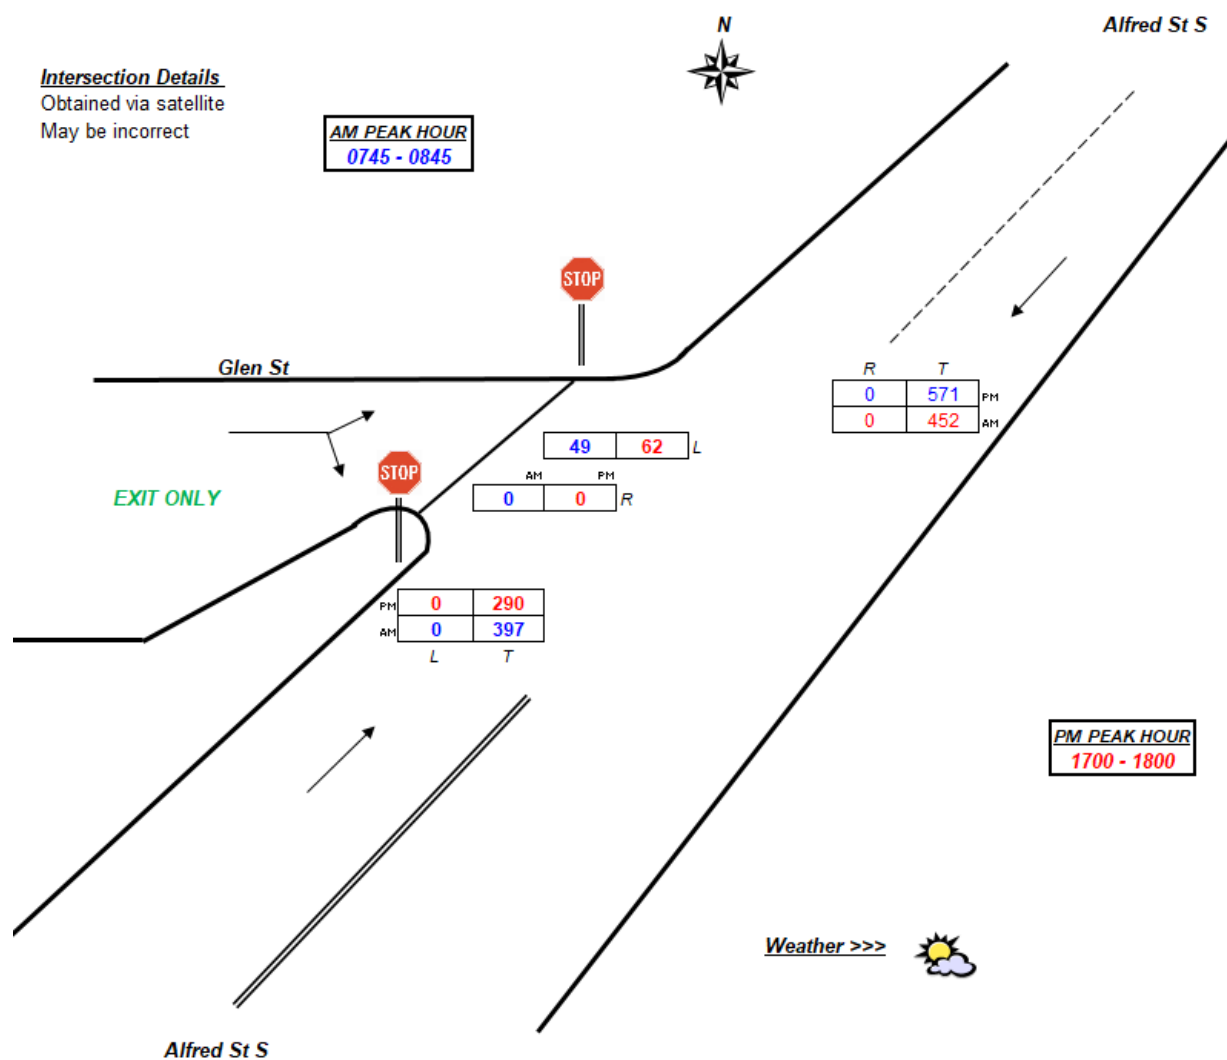 N
Alfred St S
Intersection Details
Obtained via satellite
May be incorrect
AM PEAK HOUR
0745 - 0845
STOP
Glen St
R T
0 571 PM
0 452 AM
49 62 L
AM PM
0 0 R
STOP
EXIT ONLY
PM 0 290
AM 0 397
L T
PM PEAK HOUR
1700 - 1800
Weather >>>
Alfred St S